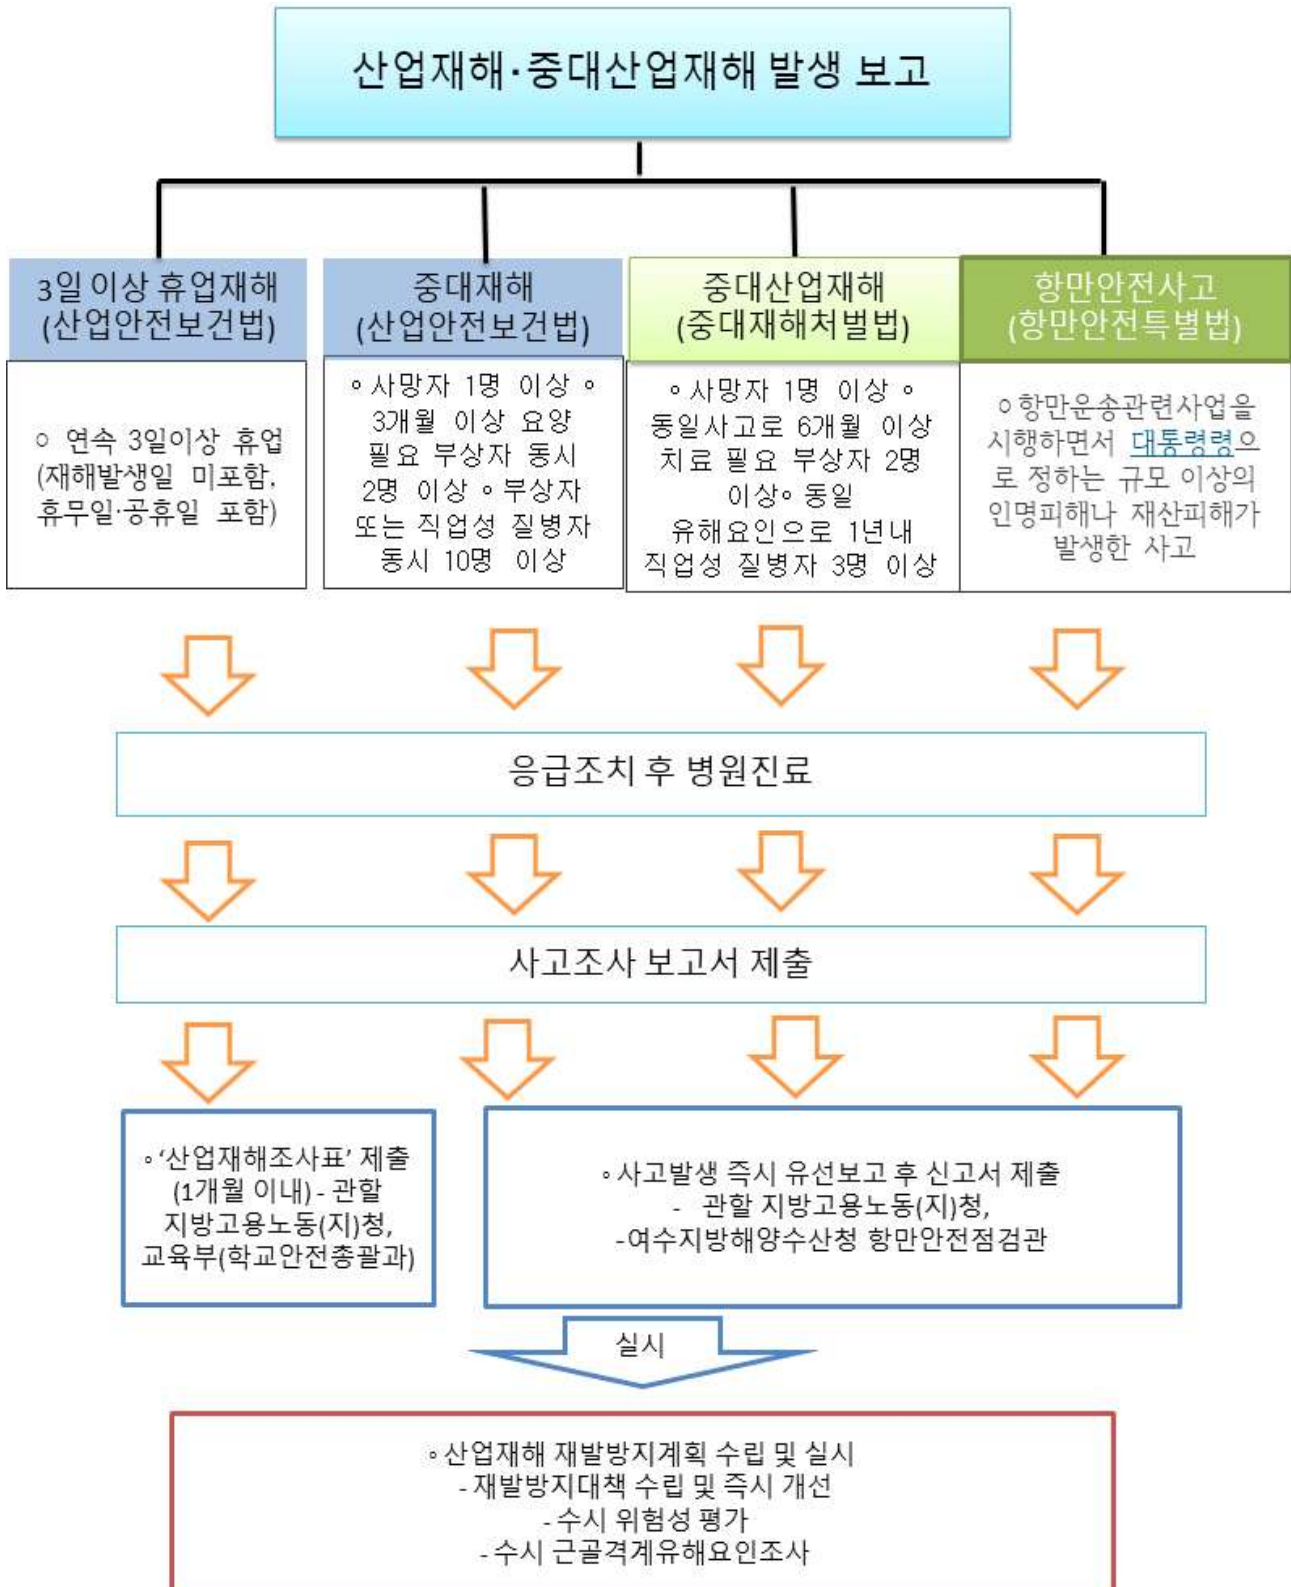 산업재해·중대산업재해 발생 보고
3일 이상 휴업재해
(산업안전보건법)
◦ 연속 3일이상 휴업
(재해발생일 미포함,
휴무일·공휴일 포함)
중대재해
(산업안전보건법)
◦ 사망자 1명 이상 ◦
3개월 이상 요양
필요 부상자 동시
2명 이상 ◦ 부상자
또는 직업성 질병자
동시 10명 이상
중대산업재해
(중대재해처벌법)
◦ 사망자 1명 이상 ◦
동일사고로 6개월 이상
치료 필요 부상자 2명
이상◦ 동일
유해요인으로 1년내
직업성 질병자 3명 이상
항만안전사고
(항만안전특별법)
○ 항만운송관련사업을
시행하면서 대통령령으
로 정하는 규모 이상의
인명피해나 재산피해가
발생한 사고
응급조치 후 병원진료
사고조사 보고서 제출
◦ ‘산업재해조사표’ 제출
(1개월 이내) - 관할
지방고용노동(지)청,
교육부(학교안전총괄과)
◦ 사고발생 즉시 유선보고 후 신고서 제출
- 관할 지방고용노동(지)청,
-여수지방해양수산청 항만안전점검관
실시
◦ 산업재해 재발방지계획 수립 및 실시
- 재발방지대책 수립 및 즉시 개선
- 수시 위험성 평가
- 수시 근골격계유해요인조사